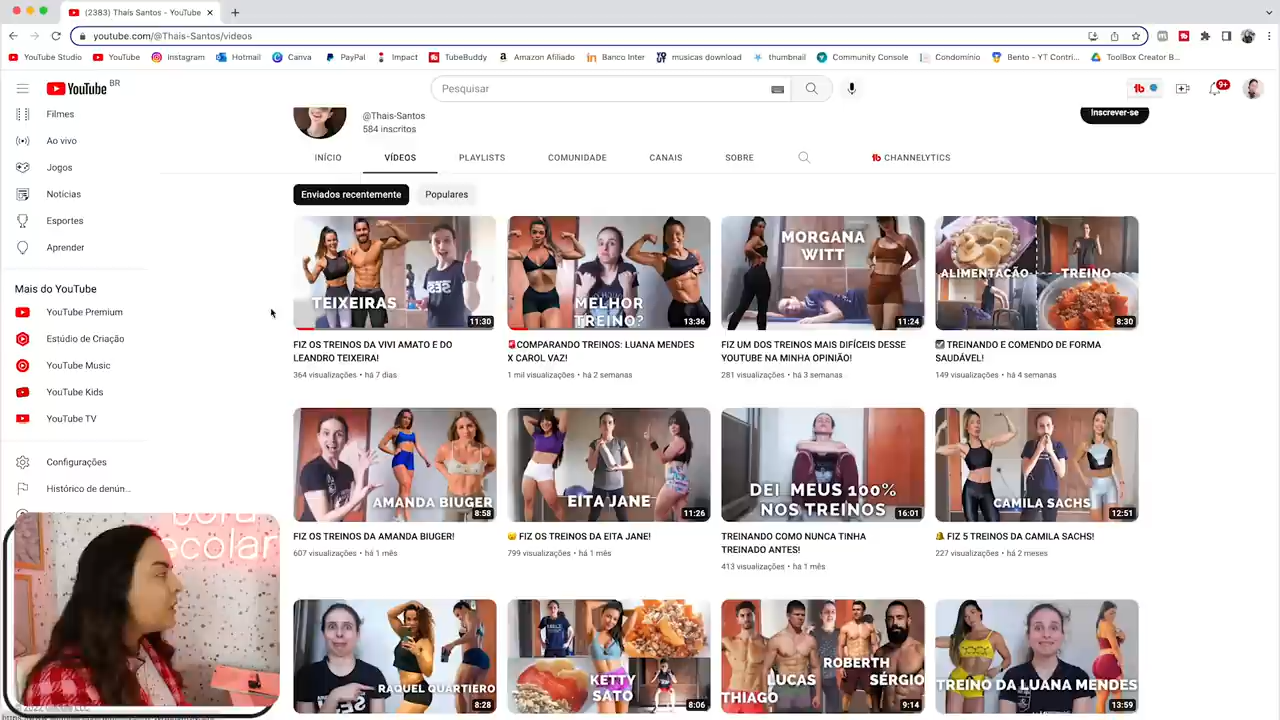 (2383) Thaís Santos - YouTube
youtube.com/@Thais-Santos/videos
YouTube Studio
YouTube
instagram
Hotmail
Canva
PayPal
Impact
TubeBuddy
Amazon Afiliado
Banco Inter
musicas download
thumbnail
Community Console
Condomínio
Bento - YT Contri...
ToolBox Creator B...
YouTube BR
Pesquisar
tb
9+
Filmes
Ao vivo
Jogos
Notícias
Esportes
Aprender
Mais do YouTube
YouTube Premium
Estúdio de Criação
YouTube Music
YouTube Kids
YouTube TV
Configurações
Histórico de denún...
@Thais-Santos
584 inscritos
Inscrever-se
INÍCIO
VÍDEOS
PLAYLISTS
COMUNIDADE
CANAIS
SOBRE
tb CHANNELYTICS
Enviados recentemente
Populares
TEIXEIRAS
11:30
FIZ OS TREINOS DA VIVI AMATO E DO
LEANDRO TEIXEIRA!
364 visualizações • há 7 dias
MELHOR
TREINO?
13:36
COMPARANDO TREINOS: LUANA MENDES
X CAROL VAZ!
1 mil visualizações • há 2 semanas
MORGANA
WITT
11:24
FIZ UM DOS TREINOS MAIS DIFÍCEIS DESSE
YOUTUBE NA MINHA OPINIÃO!
281 visualizações • há 3 semanas
ALIMENTAÇÃO
TREINO
8:30
TREINANDO E COMENDO DE FORMA
SAUDÁVEL!
149 visualizações • há 4 semanas
AMANDA BIUGER
8:58
FIZ OS TREINOS DA AMANDA BIUGER!
607 visualizações • há 1 mês
EITA JANE
11:26
FIZ OS TREINOS DA EITA JANE!
799 visualizações • há 1 mês
DEI MEUS 100%
NOS TREINOS
16:01
TREINANDO COMO NUNCA TINHA
TREINADO ANTES!
413 visualizações • há 1 mês
CAMILA SACHS
12:51
FIZ 5 TREINOS DA CAMILA SACHS!
227 visualizações • há 2 meses
RAQUEL QUARTIERO
8:28
KETTY
SATO
8:06
THIAGO
LUCAS
ROBERTH
SÉRGIO
9:14
TREINO DA LUANA MENDES
13:59
bora
ecolar